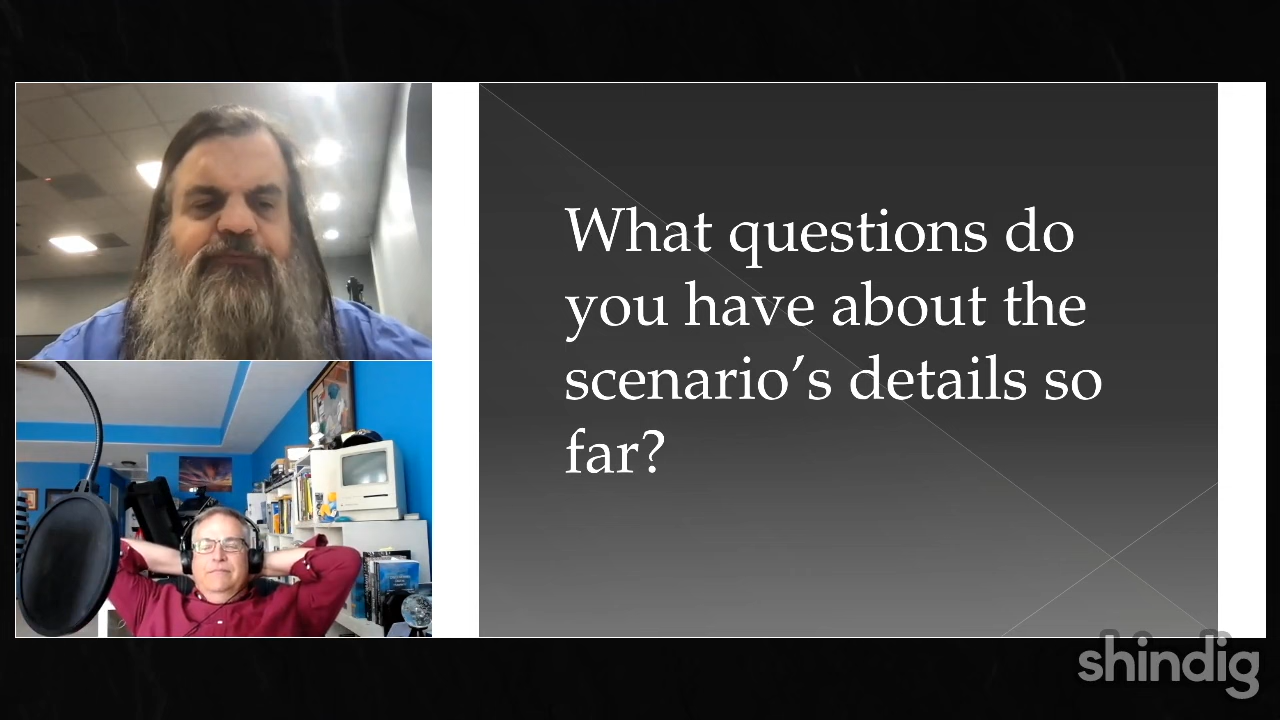 What questions do
you have about the
scenario’s details so
far?
shindig